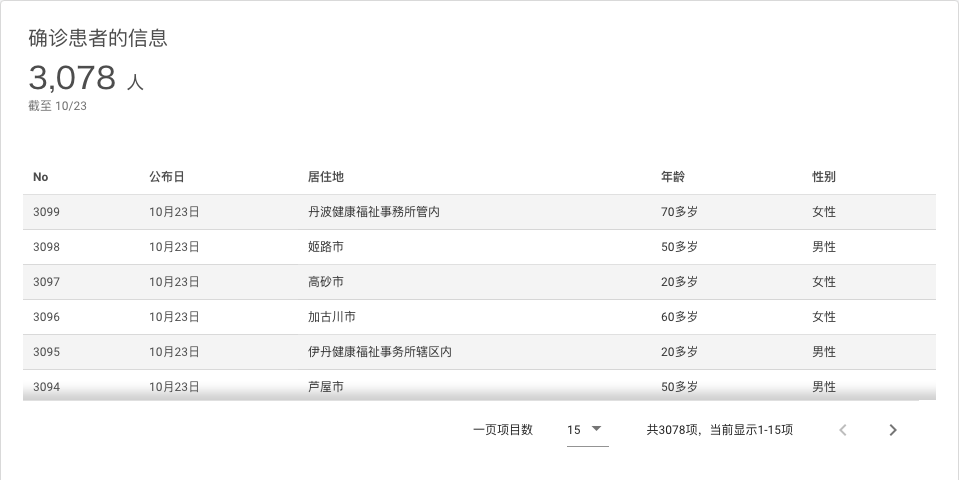 确诊患者的信息
3,078 人
截至 10/23
No 公布日 居住地 年龄 性别
3099 10月23日 丹波健康福祉事務所管内 70多岁 女性
3098 10月23日 姬路市 50多岁 男性
3097 10月23日 高砂市 20多岁 女性
3096 10月23日 加古川市 60多岁 女性
3095 10月23日 伊丹健康福祉事务所辖区内 20多岁 男性
3094 10月23日 芦屋市 50多岁 男性
一页项目数 15 共3078项，当前显示1-15项